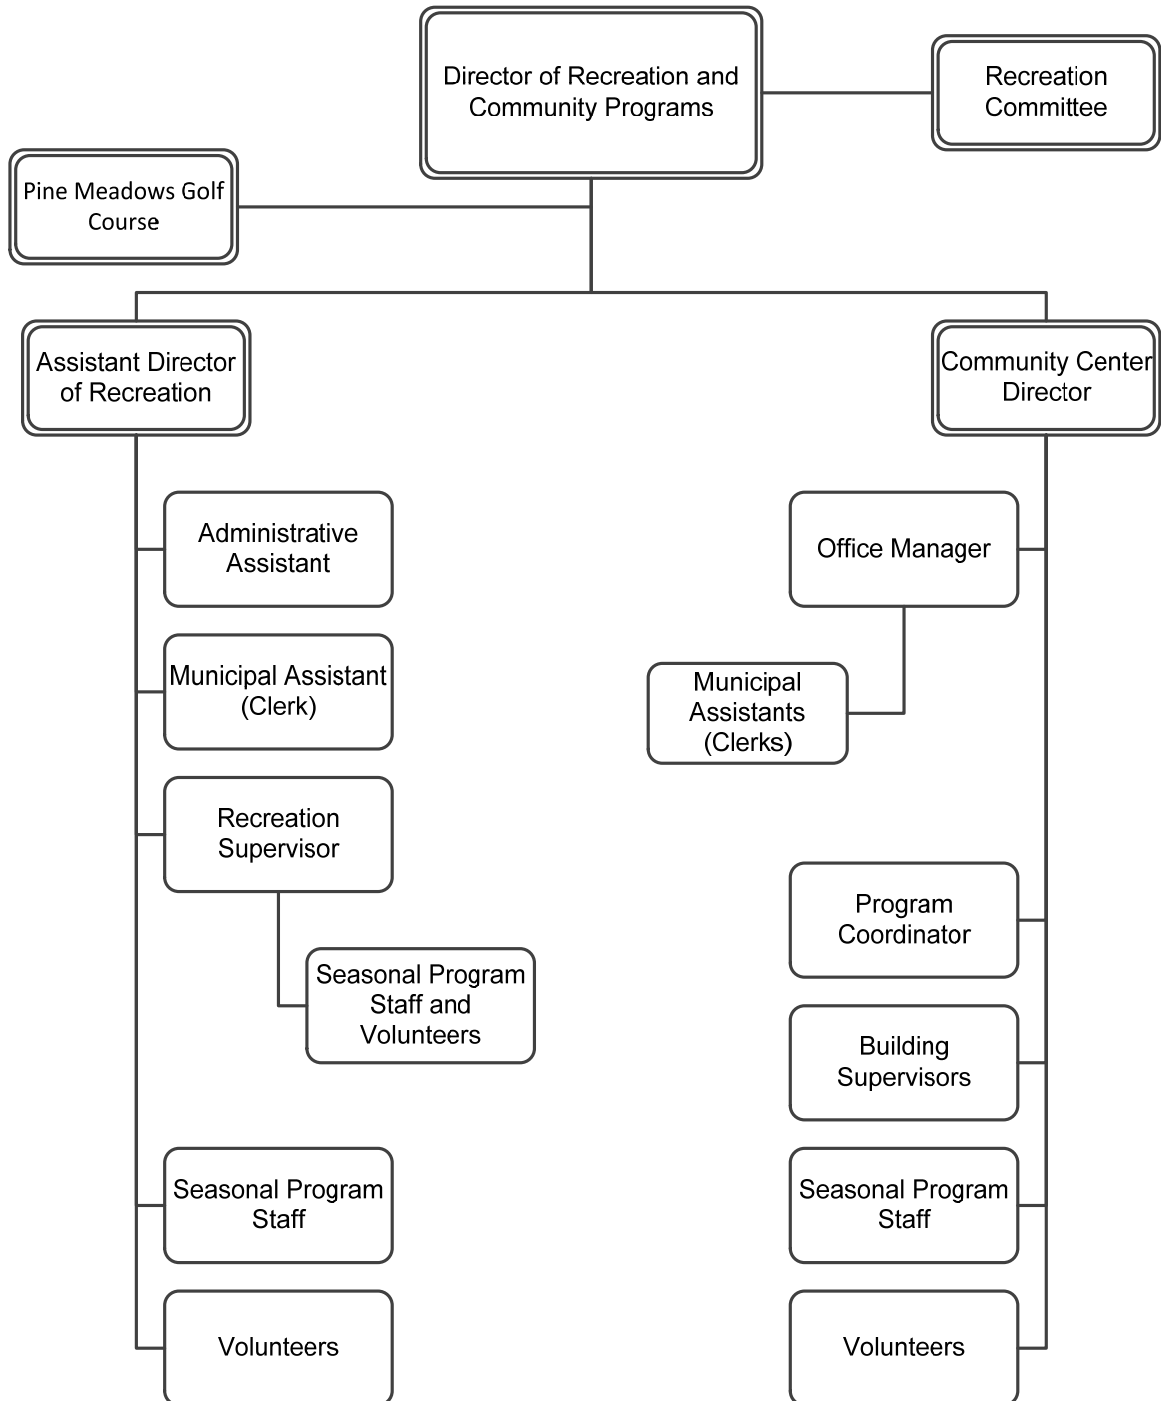 Director of Recreation and
Community Programs
Recreation
Committee
Pine Meadows Golf
Course
Assistant Director
of Recreation
Community Center
Director
Administrative
Assistant
Office Manager
Municipal Assistant
(Clerk)
Municipal
Assistants
(Clerks)
Recreation
Supervisor
Program
Coordinator
Seasonal Program
Staff and
Volunteers
Building
Supervisors
Seasonal Program
Staff
Seasonal Program
Staff
Volunteers
Volunteers